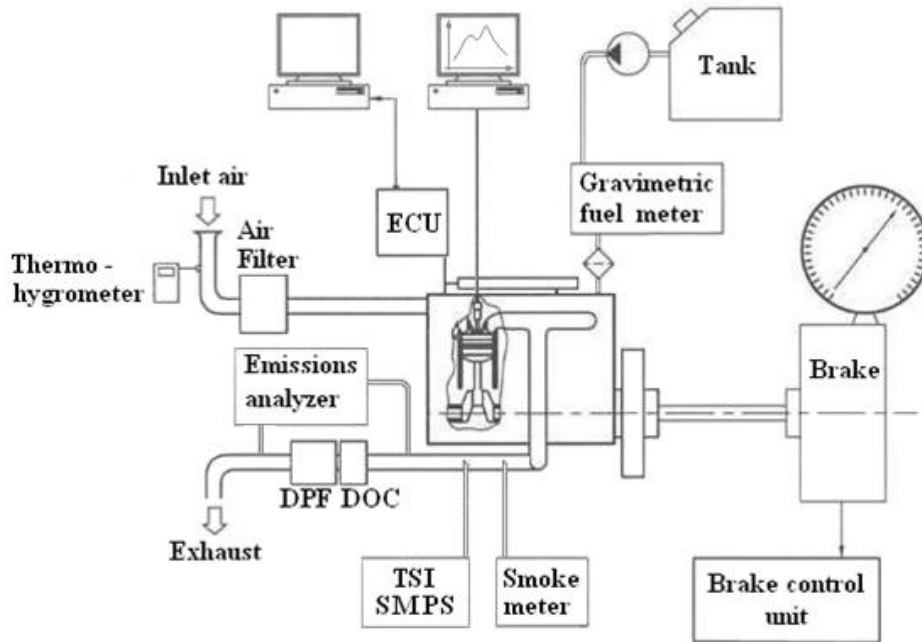 Tank
Inlet air
Gravimetric
fuel meter
ECU
Air
Filter
Thermo -
hygrometer
Emissions
analyzer
Brake
DPF
DOC
Exhaust
TSI
SMPS
Smoke
meter
Brake control
unit